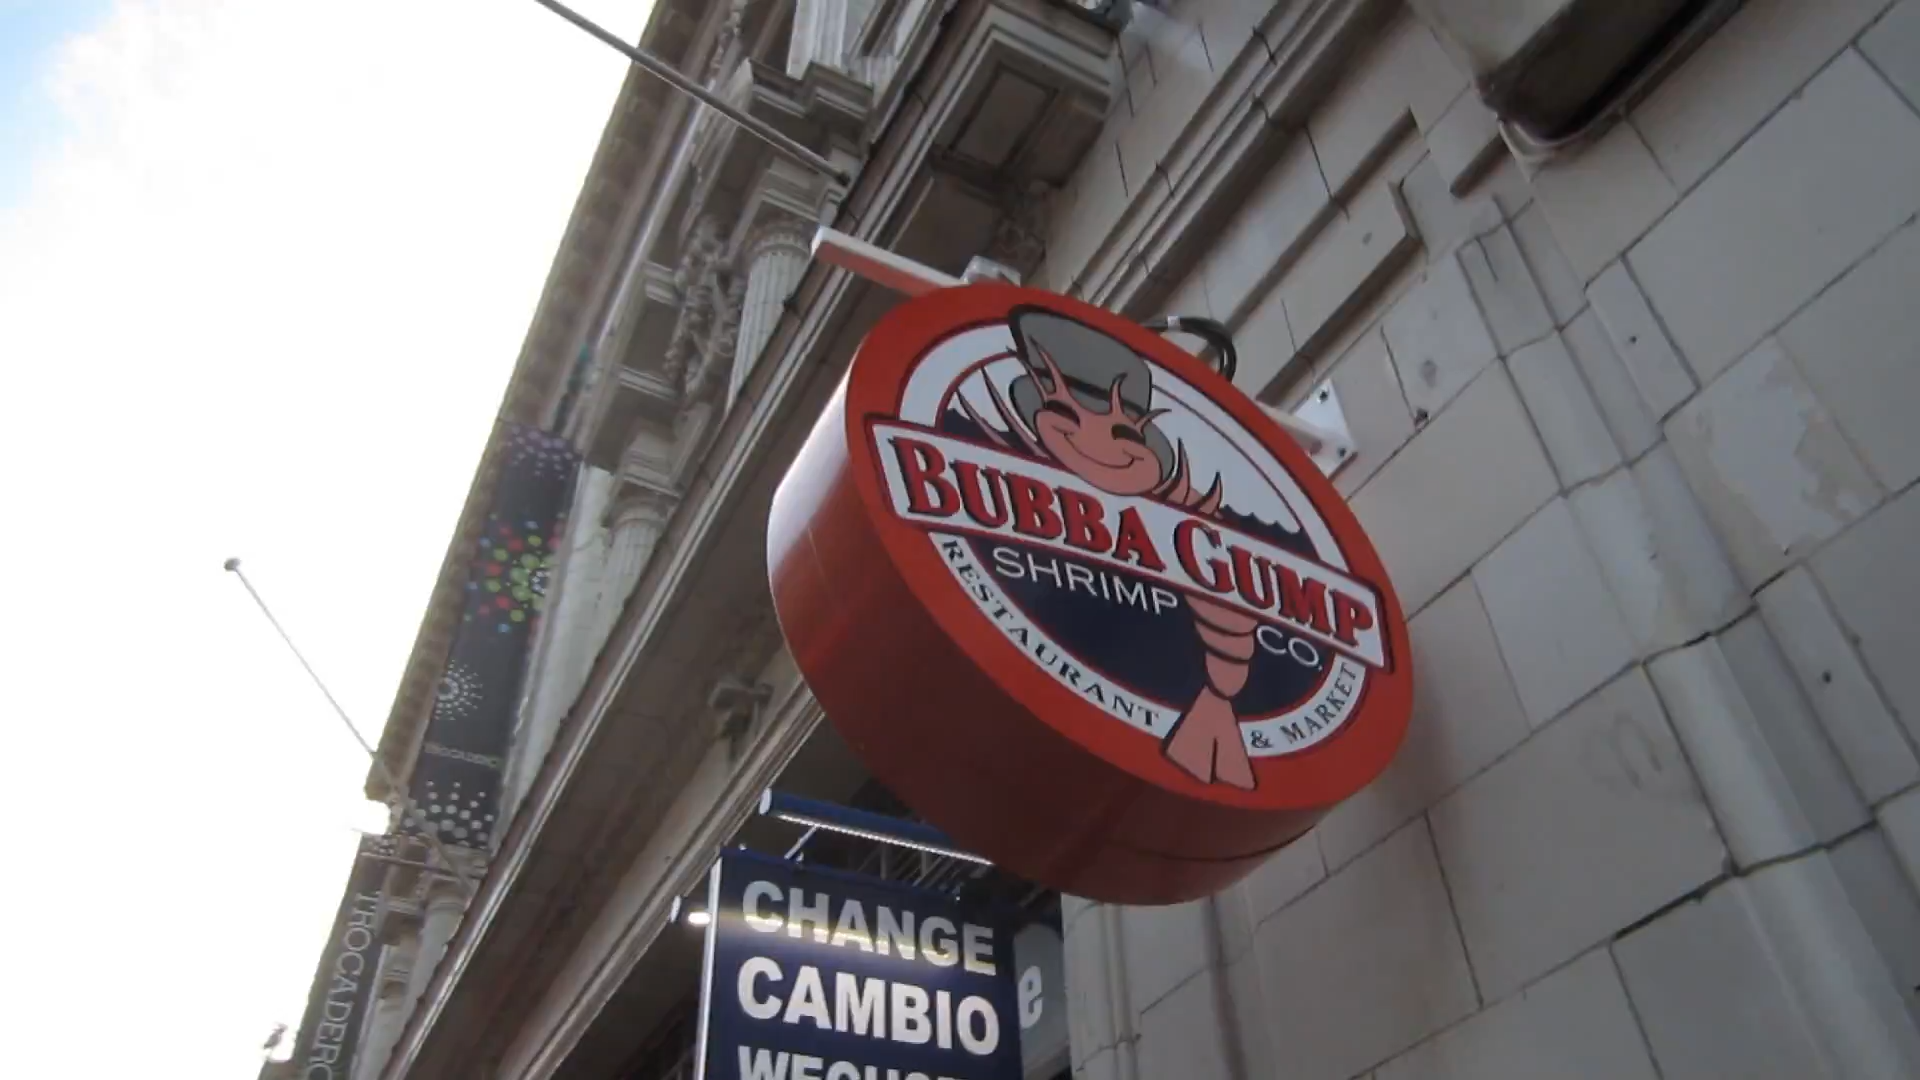 BUBBA GUMP
SHRIMP CO.
RESTAURANT & MARKET
CHANGE
CAMBIO
e
TROCADERO